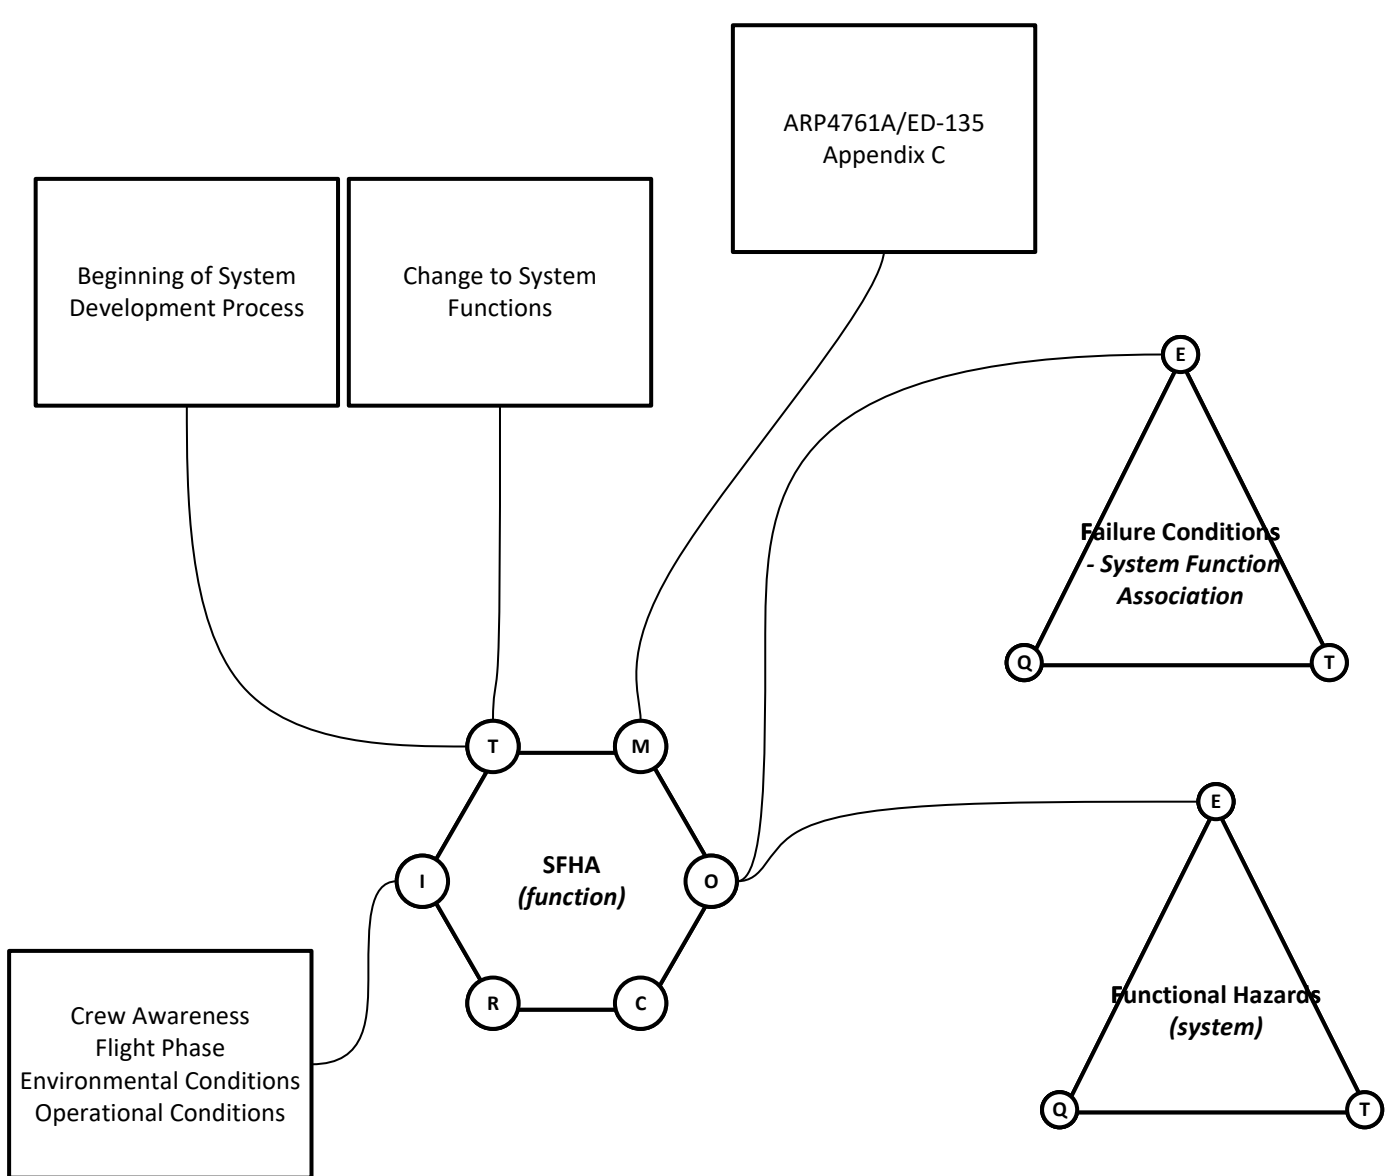 ARP4761A/ED-135
Appendix C
Beginning of System
Development Process
Change to System
Functions
E
Failure Conditions
- System Function
Association
Q
T
T
M
I
SFHA
(function)
O
R
C
E
Functional Hazards
(system)
Q
T
Crew Awareness
Flight Phase
Environmental Conditions
Operational Conditions